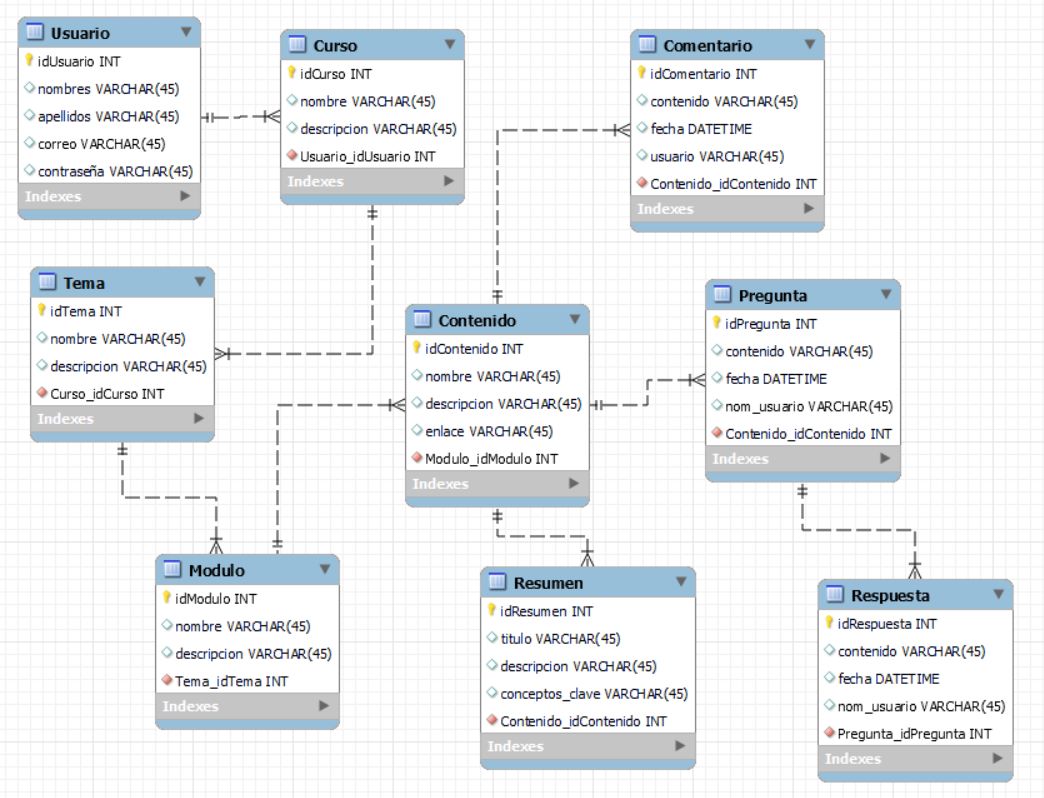 Usuario
idUsuario INT
nombres VARCHAR(45)
apellidos VARCHAR(45)
correo VARCHAR(45)
contraseña VARCHAR(45)
Indexes
Curso
idCurso INT
nombre VARCHAR(45)
descripcion VARCHAR(45)
Usuario_idUsuario INT
Indexes
Comentario
idComentario INT
contenido VARCHAR(45)
fecha DATETIME
usuario VARCHAR(45)
Contenido_idContenido INT
Indexes
Tema
idTema INT
nombre VARCHAR(45)
descripcion VARCHAR(45)
Curso_idCurso INT
Indexes
Contenido
idContenido INT
nombre VARCHAR(45)
descripcion VARCHAR(45)
enlace VARCHAR(45)
Modulo_idModulo INT
Indexes
Pregunta
idPregunta INT
contenido VARCHAR(45)
fecha DATETIME
nom_usuario VARCHAR(45)
Contenido_idContenido INT
Indexes
Modulo
idModulo INT
nombre VARCHAR(45)
descripcion VARCHAR(45)
Tema_idTema INT
Indexes
Resumen
idResumen INT
titulo VARCHAR(45)
descripcion VARCHAR(45)
conceptos_clave VARCHAR(45)
Contenido_idContenido INT
Indexes
Respuesta
idRespuesta INT
contenido VARCHAR(45)
fecha DATETIME
nom_usuario VARCHAR(45)
Pregunta_idPregunta INT
Indexes